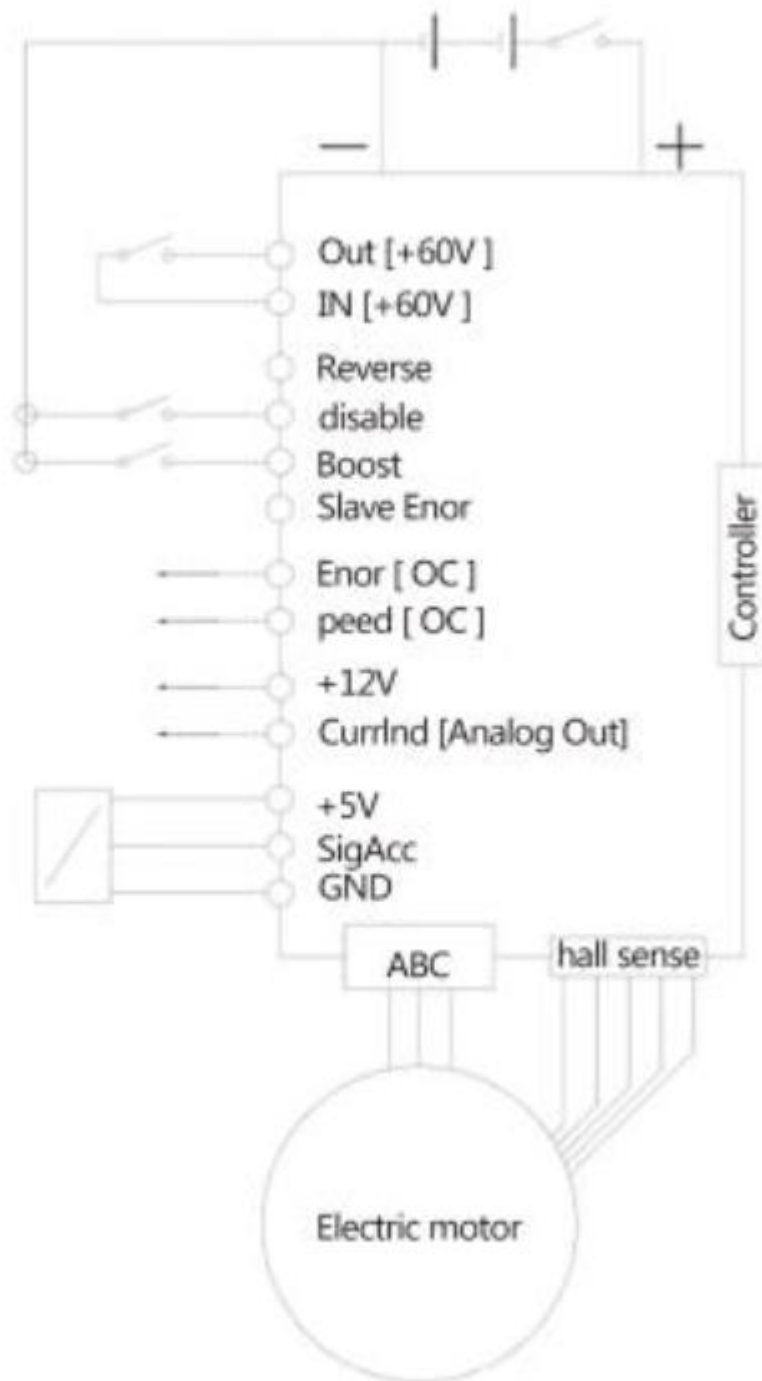 — +
Out [+60V ]
IN [+60V ]
Reverse
disable
Boost
Slave Enor
Enor [ OC ]
peed [ OC ]
+12V
CurrInd [Analog Out]
+5V
SigAcc
GND
Controller
ABC
hall sense
Electric motor